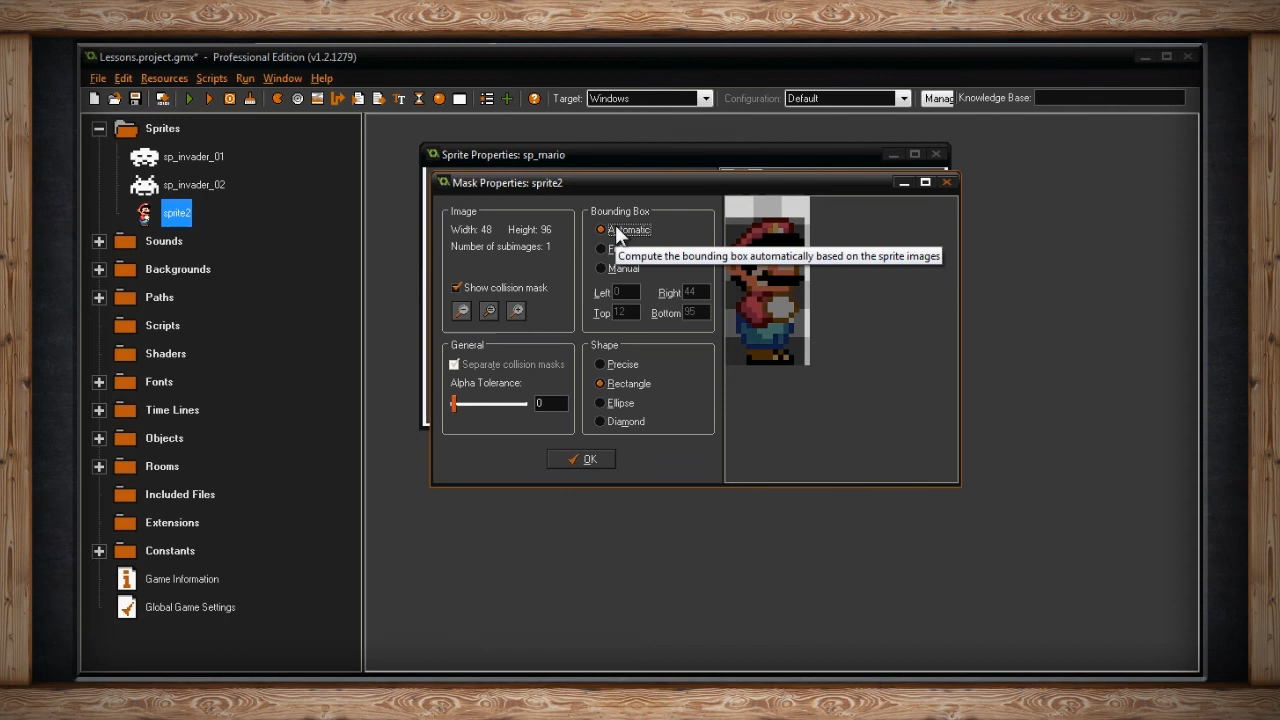 Lessons.project.gmx* - Professional Edition (v1.2.1279)
File Edit Resources Scripts Run Window Help
Target: Windows Configuration: Default Manag Knowledge Base:
Sprites
sp_invader_01
sp_invader_02
sprite2
Sounds
Backgrounds
Paths
Scripts
Shaders
Fonts
Time Lines
Objects
Rooms
Included Files
Extensions
Constants
Game Information
Global Game Settings
Sprite Properties: sp_mario
Mask Properties: sprite2
Image
Width: 48 Height: 96
Number of subimages: 1
Show collision mask
Bounding Box
Automatic
Compute the bounding box automatically based on the sprite images
Manual
Left 0 Right 44
Top 12 Bottom 95
General
Separate collision masks
Alpha Tolerance:
0
Shape
Precise
Rectangle
Ellipse
Diamond
OK